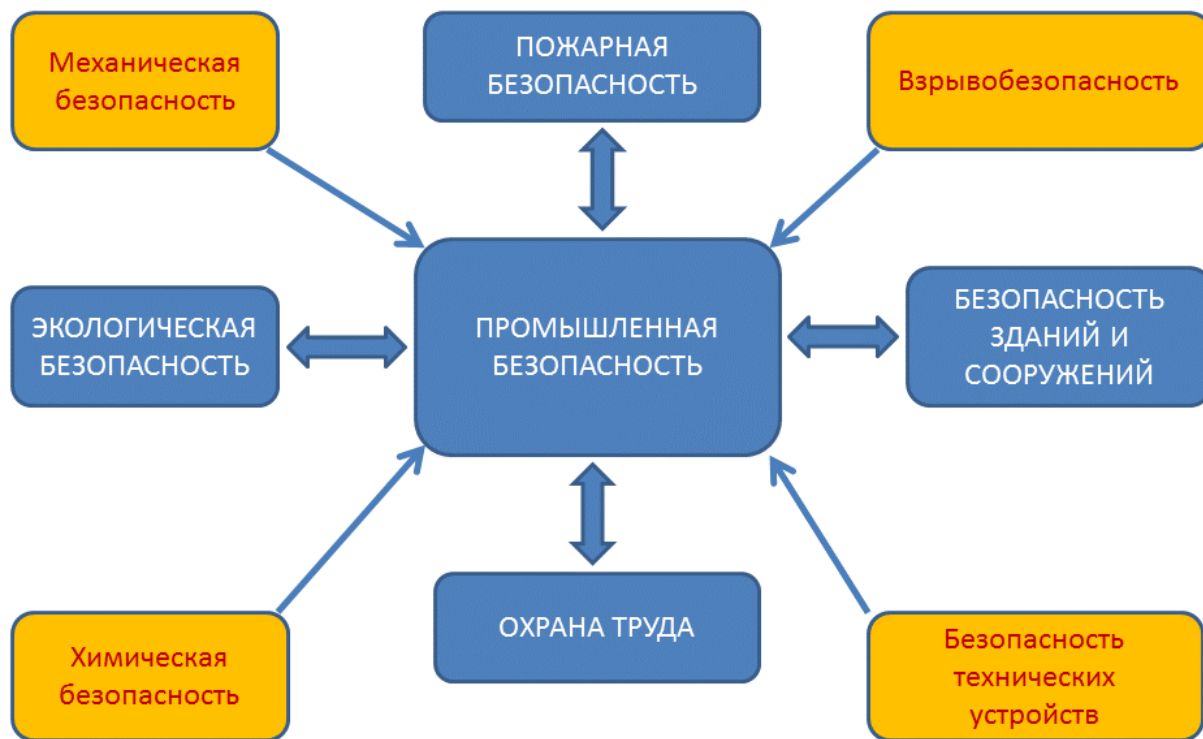 Механическая
безопасность
ПОЖАРНАЯ
БЕЗОПАСНОСТЬ
Взрывобезопасность
ЭКОЛОГИЧЕСКАЯ
БЕЗОПАСНОСТЬ
ПРОМЫШЛЕННАЯ
БЕЗОПАСНОСТЬ
БЕЗОПАСНОСТЬ
ЗДАНИЙ И
СООРУЖЕНИЙ
Химическая
безопасность
ОХРАНА ТРУДА
Безопасность
технических
устройств